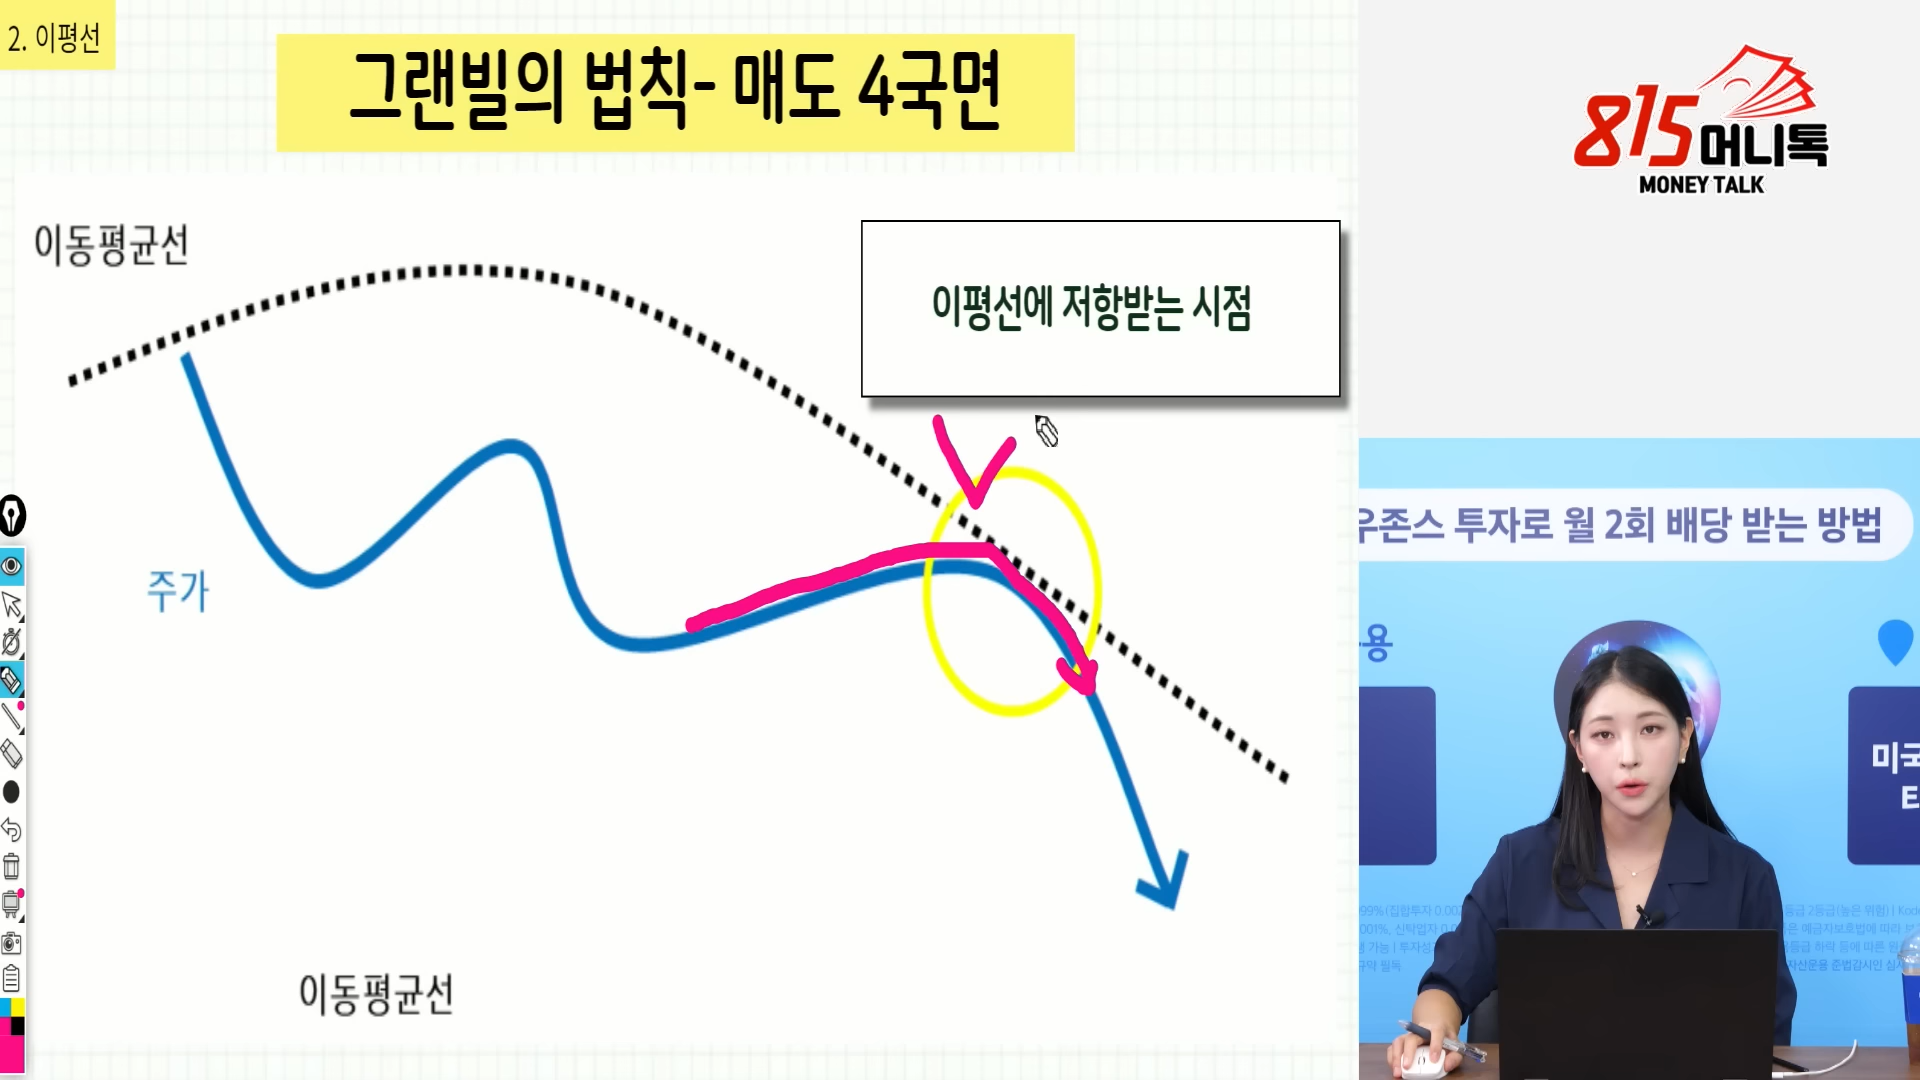 2. 이평선
그랜빌의 법칙- 매도 4국면
이동평균선
이평선에 저항받는 시점
주가
이동평균선
815머니톡
MONEY TALK
우존스 투자로 월 2회 배당 받는 방법
용
미국